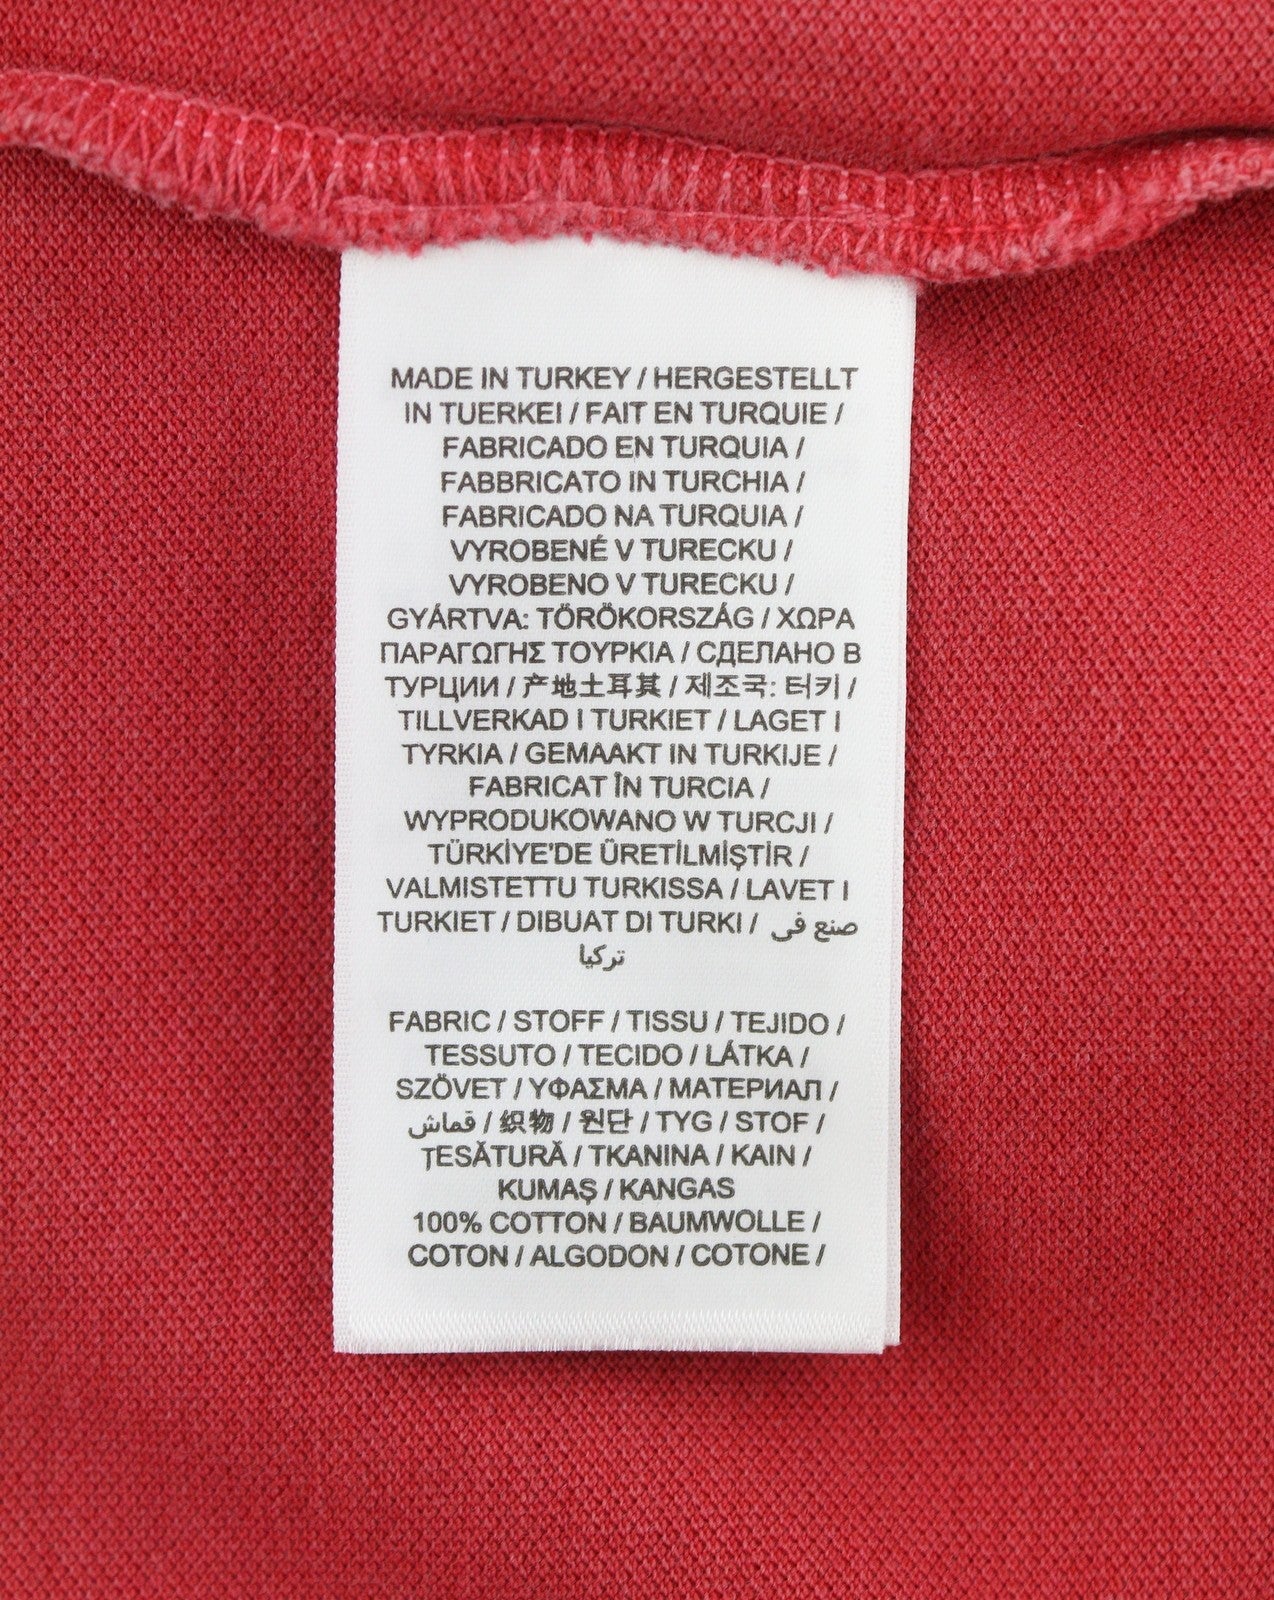 MADE IN TURKEY / HERGESTELLT
IN TUERKEI / FAIT EN TURQUIE /
FABRICADO EN TURQUIA /
FABBRICATO IN TURCHIA /
FABRICADO NA TURQUIA /
VYROBENÉ V TURECKU /
VYROBENO V TURECKU /
GYÁRTVA: TÖRÖKORSZÁG / ΧΩΡΑ
ΠΑΡΑΓΩΓΗΣ ΤΟΥΡΚΙΑ / СДЕЛАНО В
ТУРЦИИ / 产地土耳其 / 제조국: 터키 /
TILLVERKAD I TURKIET / LAGET I
TYRKIA / GEMAAKT IN TURKIJE /
FABRICAT ÎN TURCIA /
WYPRODUKOWANO W TURCJI /
TÜRKİYE'DE ÜRETİLMİŞTİR /
VALMISTETTU TURKISSA / LAVET I
TURKIET / DIBUAT DI TURKI / صنع في
تركيا
FABRIC / STOFF / TISSU / TEJIDO /
TESSUTO / TECIDO / LÁTKA /
SZÖVET / ΥΦΑΣΜΑ / МАТЕРИАЛ /
قماش / 织物 / 원단 / TYG / STOF /
ȚESĂTURĂ / TKANINA / KAIN /
KUMAŞ / KANGAS
100% COTTON / BAUMWOLLE /
COTON / ALGODON / COTONE /